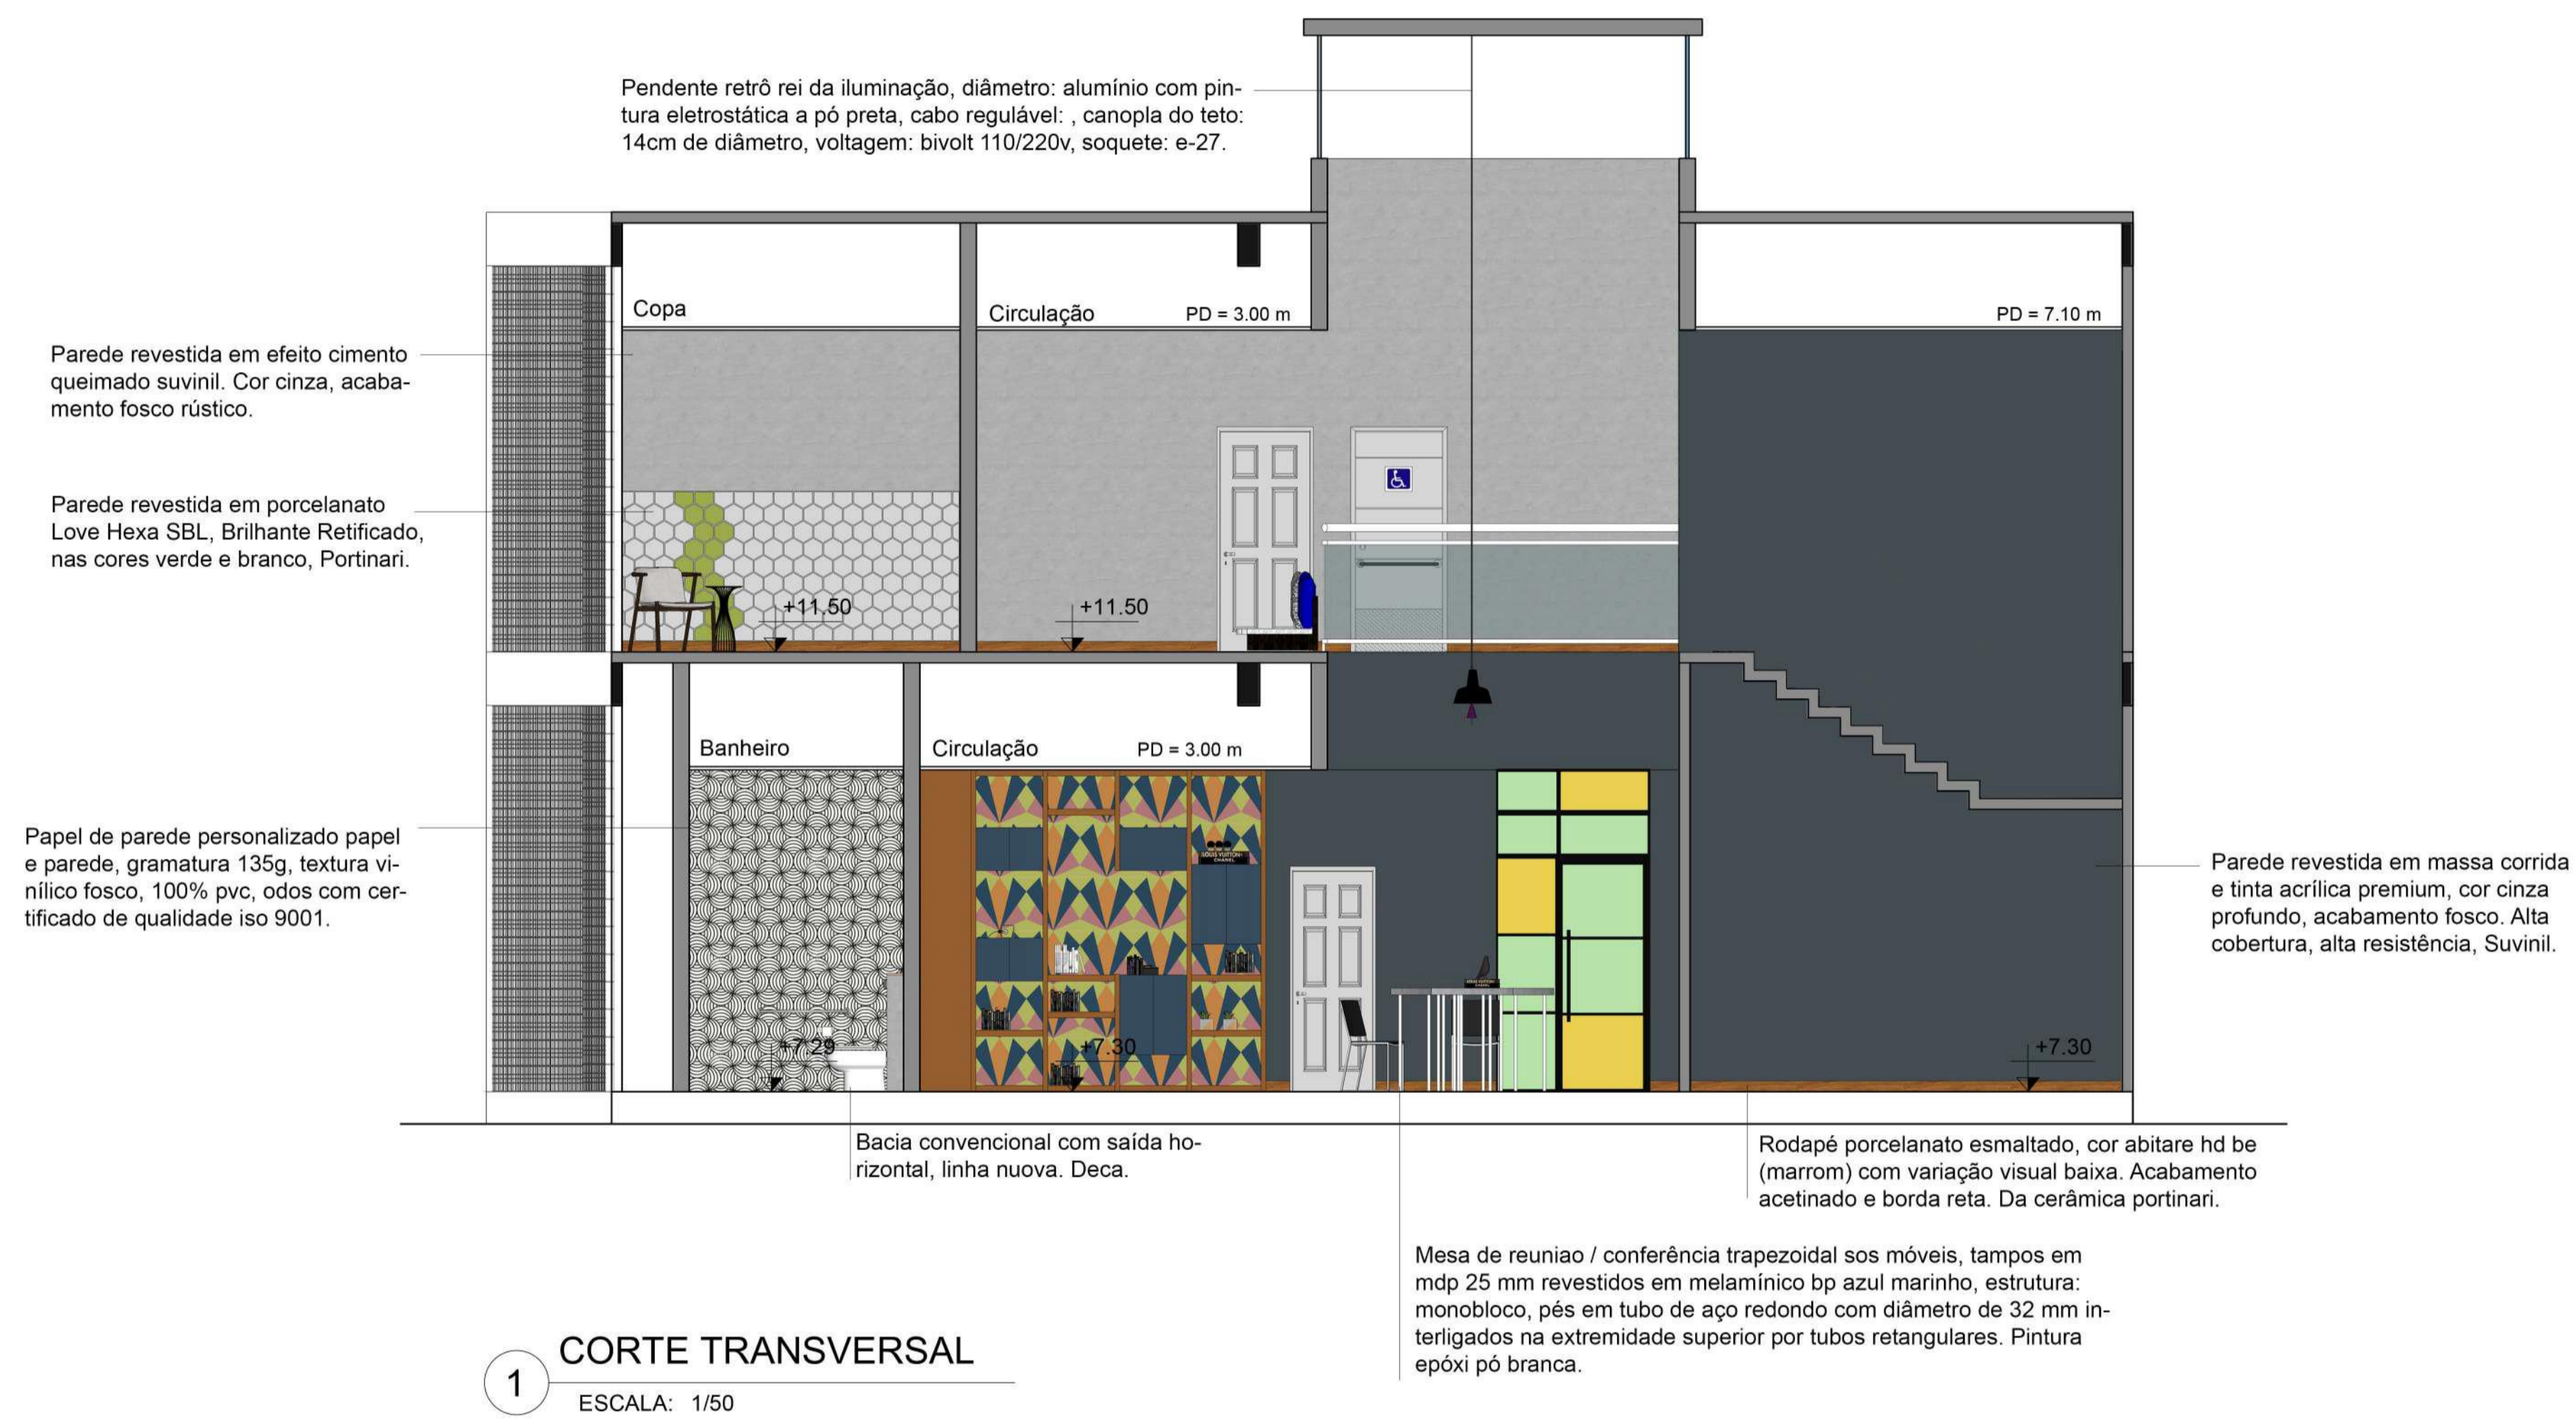 Pendente retrô rei da iluminação, diâmetro: alumínio com pin-
tura eletrostática a pó preta, cabo regulável: , canopla do teto:
14cm de diâmetro, voltagem: bivolt 110/220v, soquete: e-27.
Copa
Circulação
PD = 3.00 m
PD = 7.10 m
Parede revestida em efeito cimento
queimado suvinil. Cor cinza, acaba-
mento fosco rústico.
Parede revestida em porcelanato
Love Hexa SBL, Brilhante Retificado,
nas cores verde e branco, Portinari.
+11.50
+11.50
Banheiro
Circulação
PD = 3.00 m
Papel de parede personalizado papel
e parede, gramatura 135g, textura vi-
nílico fosco, 100% pvc, odos com cer-
tificado de qualidade iso 9001.
LOUIS VUITTON
CHANEL
Parede revestida em massa corrida
e tinta acrílica premium, cor cinza
profundo, acabamento fosco. Alta
cobertura, alta resistência, Suvinil.
+7.29
+7.30
+7.30
Bacia convencional com saída ho-
rizontal, linha nuova. Deca.
Rodapé porcelanato esmaltado, cor abitare hd be
(marrom) com variação visual baixa. Acabamento
acetinado e borda reta. Da cerâmica portinari.
Mesa de reuniao / conferência trapezoidal sos móveis, tampos em
mdp 25 mm revestidos em melamínico bp azul marinho, estrutura:
monobloco, pés em tubo de aço redondo com diâmetro de 32 mm in-
terligados na extremidade superior por tubos retangulares. Pintura
epóxi pó branca.
1
CORTE TRANSVERSAL
ESCALA: 1/50